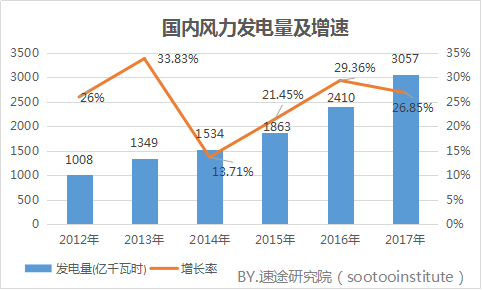 国内风力发电量及增速
3500 35%
3000 30%
2500 25%
2000 20%
1500 15%
1000 10%
500 5%
0 0%
1008 1349 1534 1863 2410 3057
26% 33.83% 13.71% 21.45% 29.36% 26.85%
2012年 2013年 2014年 2015年 2016年 2017年
发电量(亿千瓦时) 增长率
BY.速途研究院（sootooinstitute）